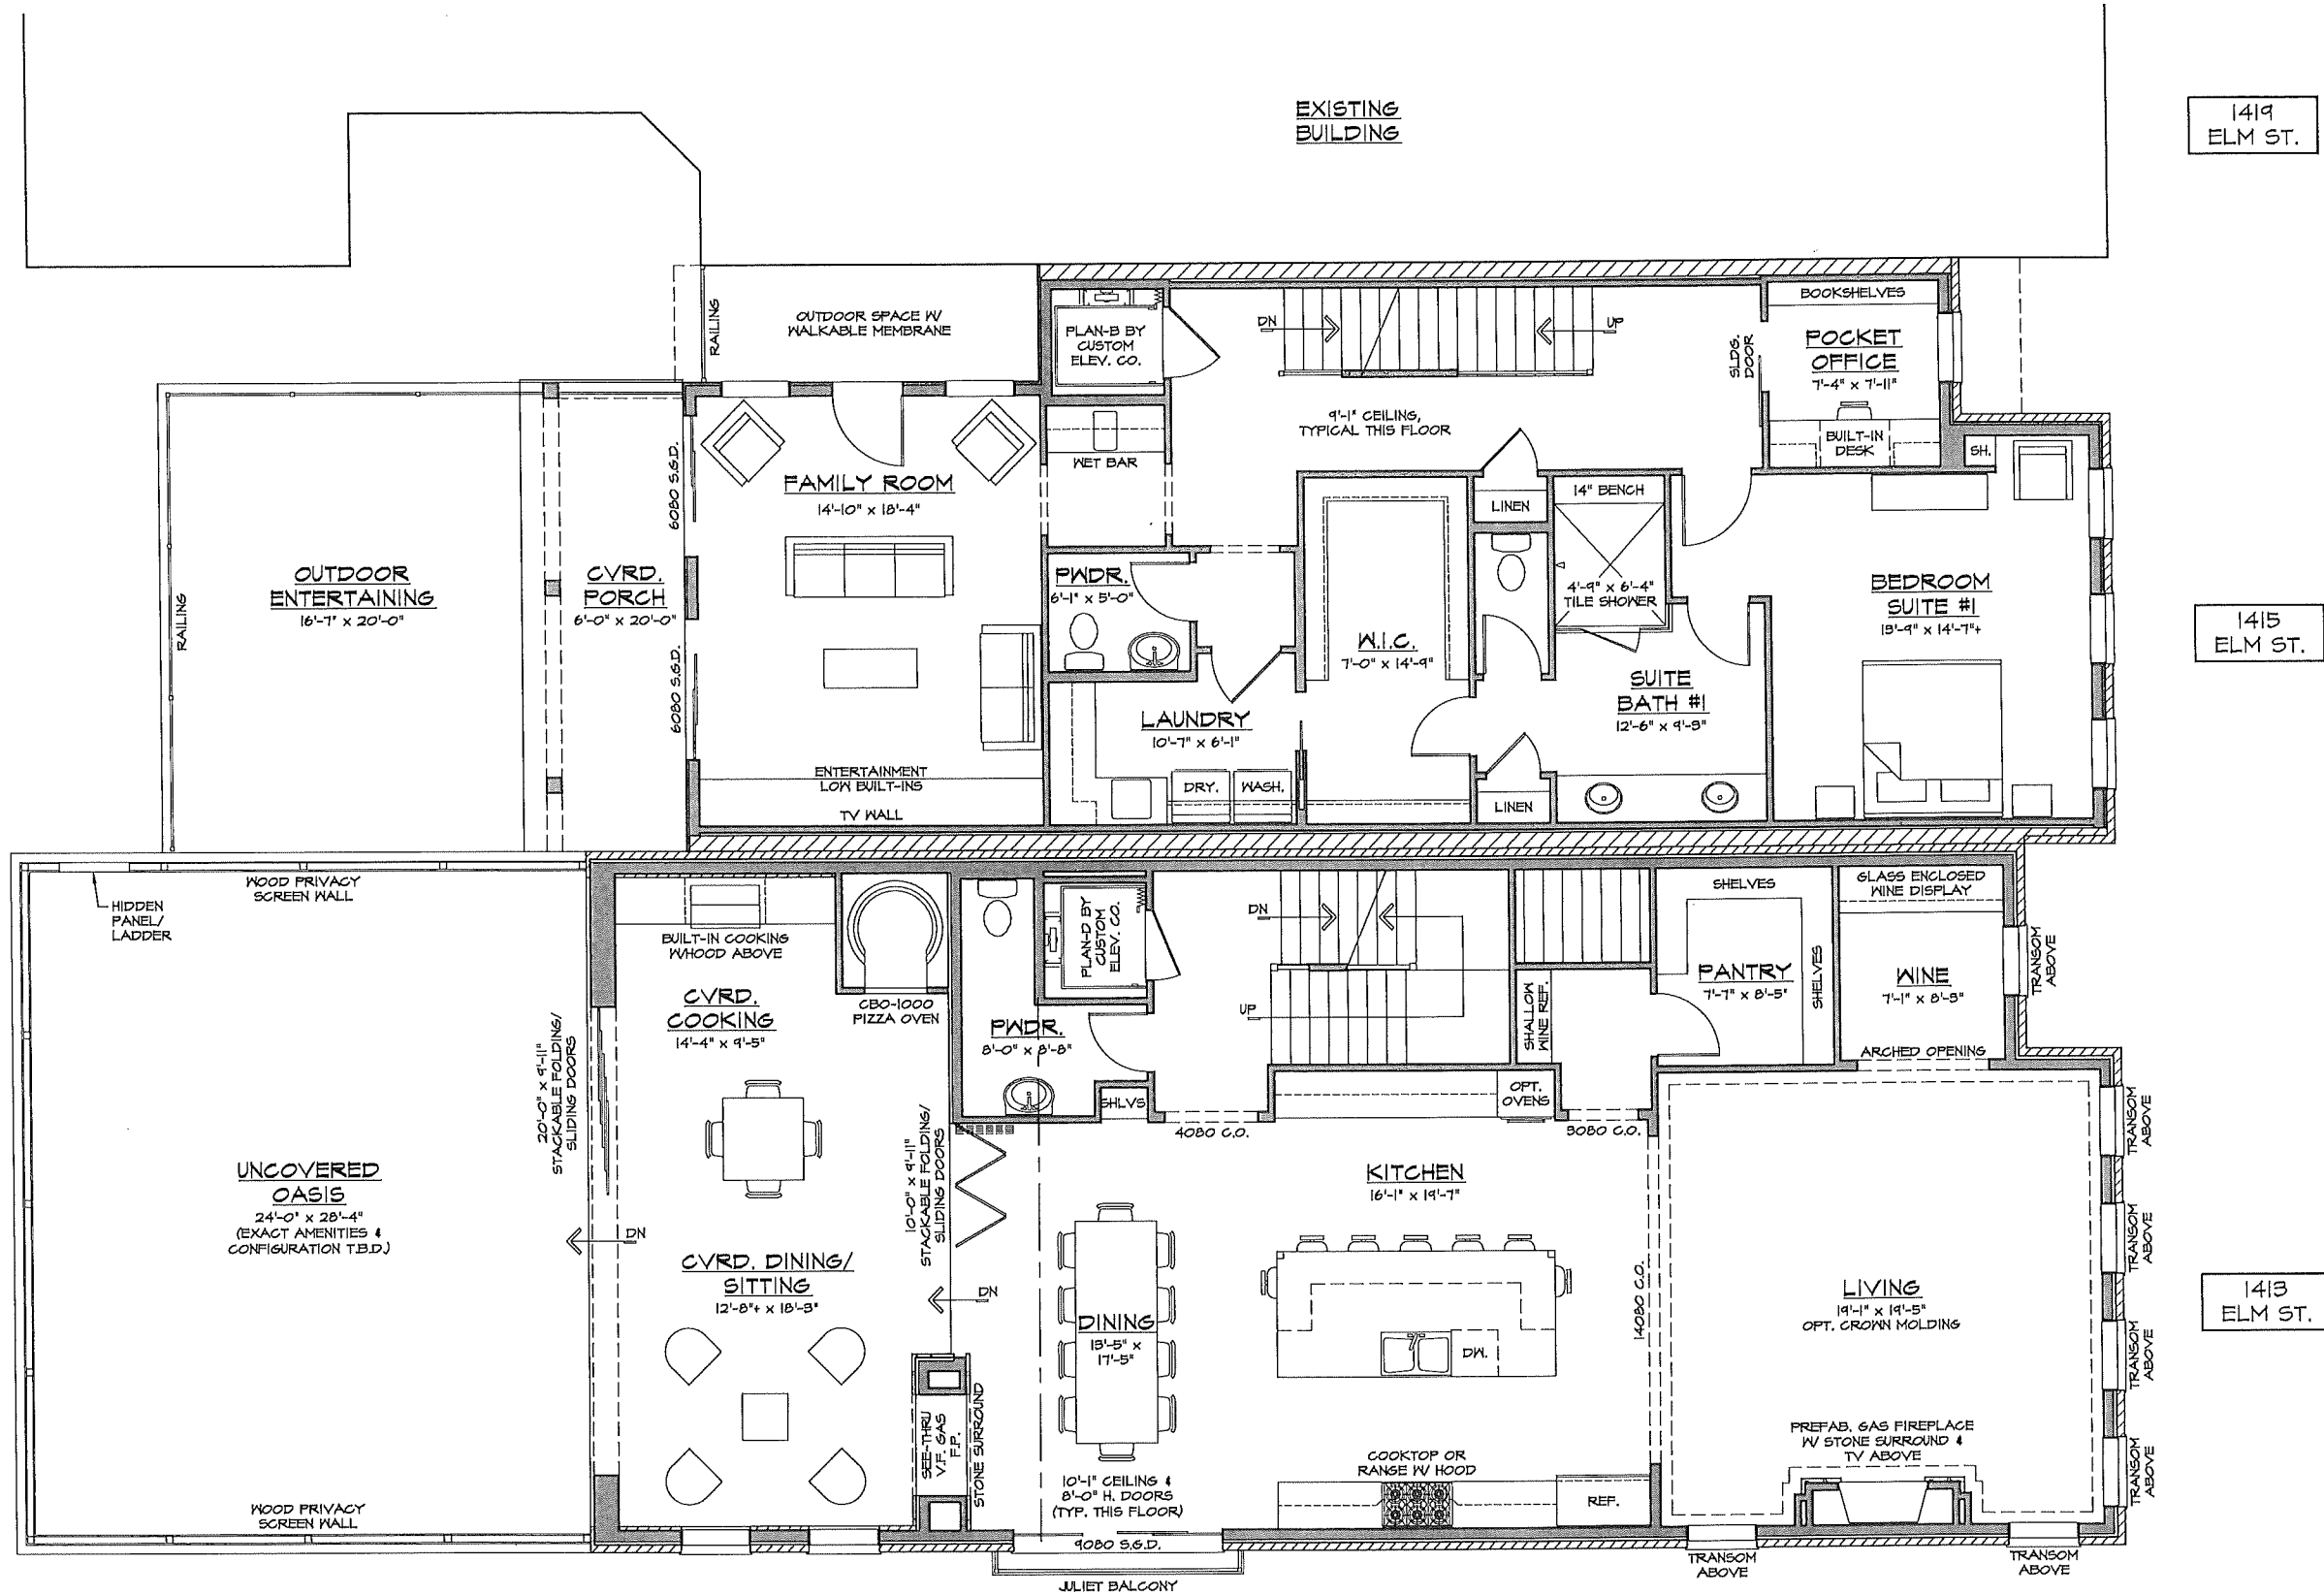 EXISTING
BUILDING
1419
ELM ST.
RAILING
OUTDOOR SPACE W/
WALKABLE MEMBRANE
PLAN-B BY
CUSTOM
ELEV. CO.
DN
UP
SLDG.
DOOR
BOOKSHELVES
POCKET
OFFICE
7'-4" x 7'-11"
BUILT-IN
DESK
SH.
9'-1" CEILING,
TYPICAL THIS FLOOR
WET BAR
6080 S.G.D.
FAMILY ROOM
14'-10" x 18'-4"
LINEN
14" BENCH
4'-9" x 6'-4"
TILE SHOWER
RAILING
OUTDOOR
ENTERTAINING
16'-7" x 20'-0"
CVRD.
PORCH
6'-0" x 20'-0"
6080 S.G.D.
PWDR.
6'-1" x 5'-0"
W.I.C.
7'-0" x 14'-9"
BEDROOM
SUITE #1
13'-9" x 14'-7"+
1415
ELM ST.
SUITE
BATH #1
12'-6" x 9'-3"
LAUNDRY
10'-7" x 6'-1"
ENTERTAINMENT
LOW BUILT-INS
TV WALL
DRY.
WASH.
LINEN
WOOD PRIVACY
SCREEN WALL
HIDDEN
PANEL/
LADDER
BUILT-IN COOKING
W/HOOD ABOVE
CVRD.
COOKING
14'-4" x 9'-5"
CBO-1000
PIZZA OVEN
PLAN-D BY
CUSTOM
ELEV. CO.
PWDR.
8'-0" x 8'-8"
SHLVS
DN
UP
SHALLOW
WINE REF.
SHELVES
PANTRY
7'-7" x 8'-5"
SHELVES
GLASS ENCLOSED
WINE DISPLAY
WINE
7'-1" x 8'-3"
TRANSOM
ABOVE
ARCHED OPENING
20'-0" x 9'-11"
STACKABLE FOLDING/
SLIDING DOORS
10'-0" x 9'-11"
STACKABLE FOLDING/
SLIDING DOORS
4080 C.O.
OPT.
OVENS
3080 C.O.
TRANSOM
ABOVE
UNCOVERED
OASIS
24'-0" x 28'-4"
(EXACT AMENITIES &
CONFIGURATION T.B.D.)
DN
CVRD. DINING/
SITTING
12'-8"+ x 18'-3"
DN
DINING
13'-5" x
17'-5"
KITCHEN
16'-1" x 19'-7"
DW.
14080 C.O.
LIVING
19'-1" x 19'-5"
OPT. CROWN MOLDING
TRANSOM
ABOVE
1413
ELM ST.
TRANSOM
ABOVE
SEE-THRU
V.F. GAS
F.P.
STONE SURROUND
COOKTOP OR
RANGE W/ HOOD
REF.
PREFAB. GAS FIREPLACE
W/ STONE SURROUND &
TV ABOVE
TRANSOM
ABOVE
10'-1" CEILING &
8'-0" H. DOORS
(TYP. THIS FLOOR)
WOOD PRIVACY
SCREEN WALL
9080 S.G.D.
JULIET BALCONY
TRANSOM
ABOVE
TRANSOM
ABOVE